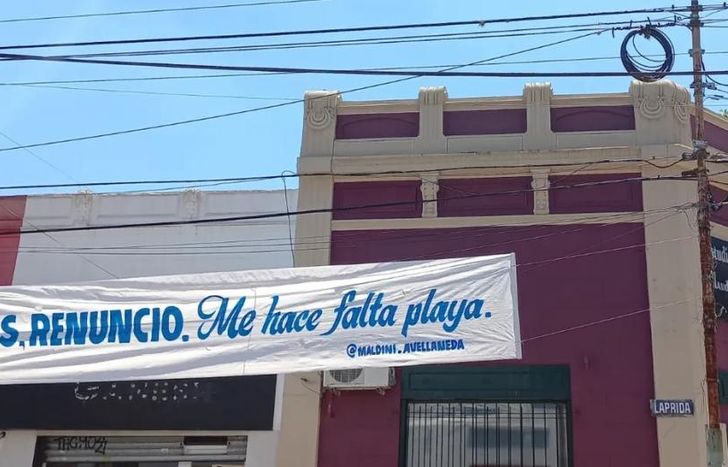 S, RENUNCIO. Me hace falta playa.
@MALDINI.AVELLANEDA
LAPRIDA